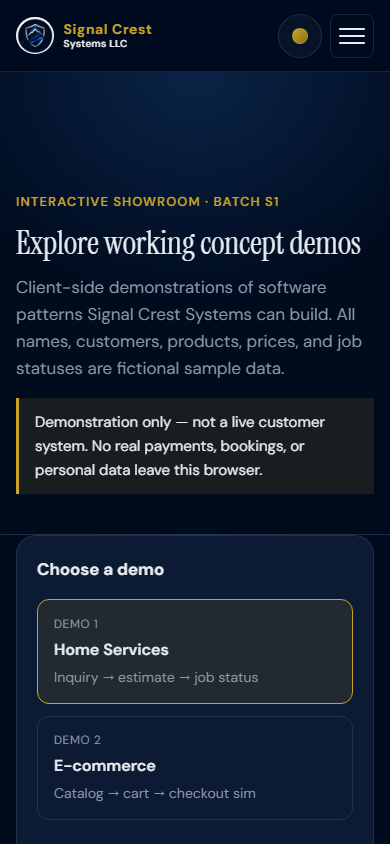 Signal Crest
Systems LLC
INTERACTIVE SHOWROOM · BATCH S1
Explore working concept demos
Client-side demonstrations of software
patterns Signal Crest Systems can build. All
names, customers, products, prices, and job
statuses are fictional sample data.
Demonstration only — not a live customer
system. No real payments, bookings, or
personal data leave this browser.
Choose a demo
DEMO 1
Home Services
Inquiry → estimate → job status
DEMO 2
E-commerce
Catalog → cart → checkout sim